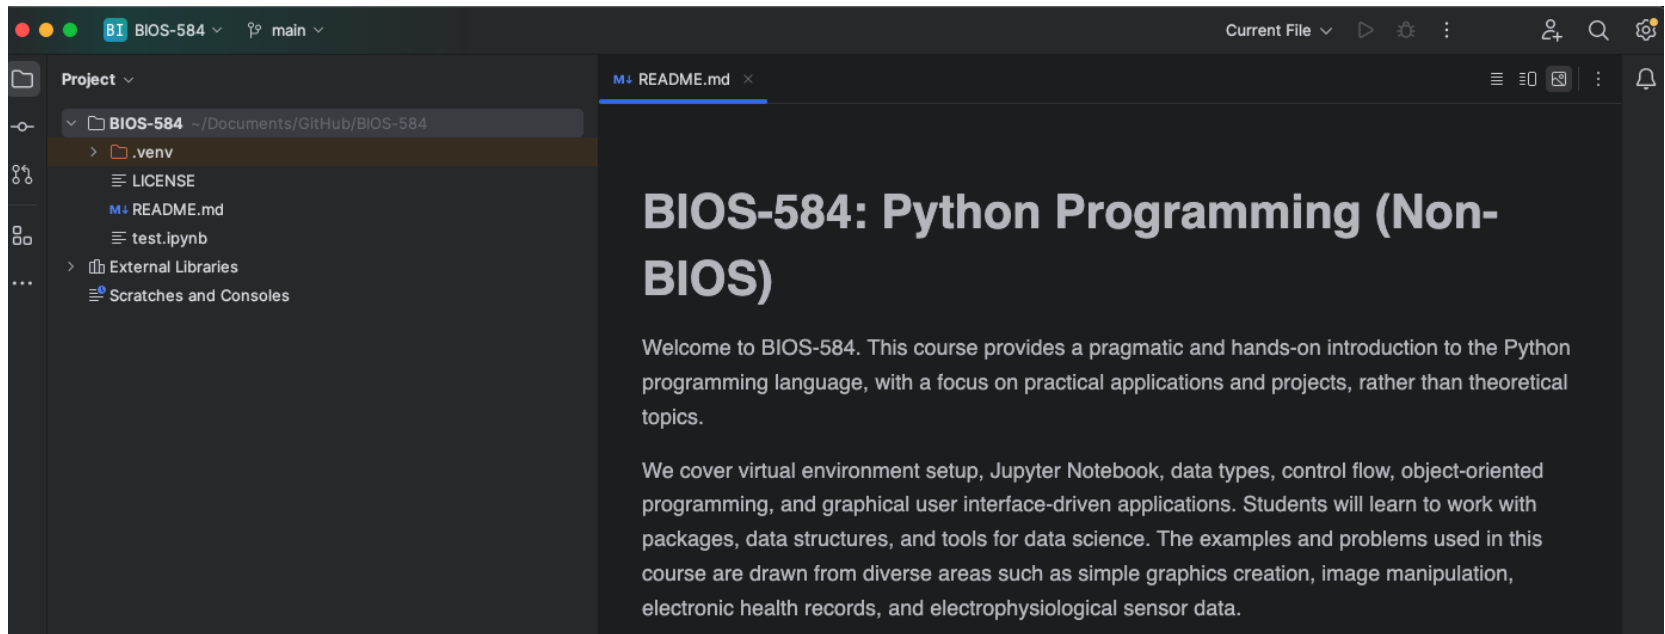 BI BIOS-584 main Current File
Project
M↓ README.md
BIOS-584 ~/Documents/GitHub/BIOS-584
.venv
LICENSE
M↓ README.md
test.ipynb
External Libraries
Scratches and Consoles
BIOS-584: Python Programming (Non-
BIOS)
Welcome to BIOS-584. This course provides a pragmatic and hands-on introduction to the Python
programming language, with a focus on practical applications and projects, rather than theoretical
topics.
We cover virtual environment setup, Jupyter Notebook, data types, control flow, object-oriented
programming, and graphical user interface-driven applications. Students will learn to work with
packages, data structures, and tools for data science. The examples and problems used in this
course are drawn from diverse areas such as simple graphics creation, image manipulation,
electronic health records, and electrophysiological sensor data.